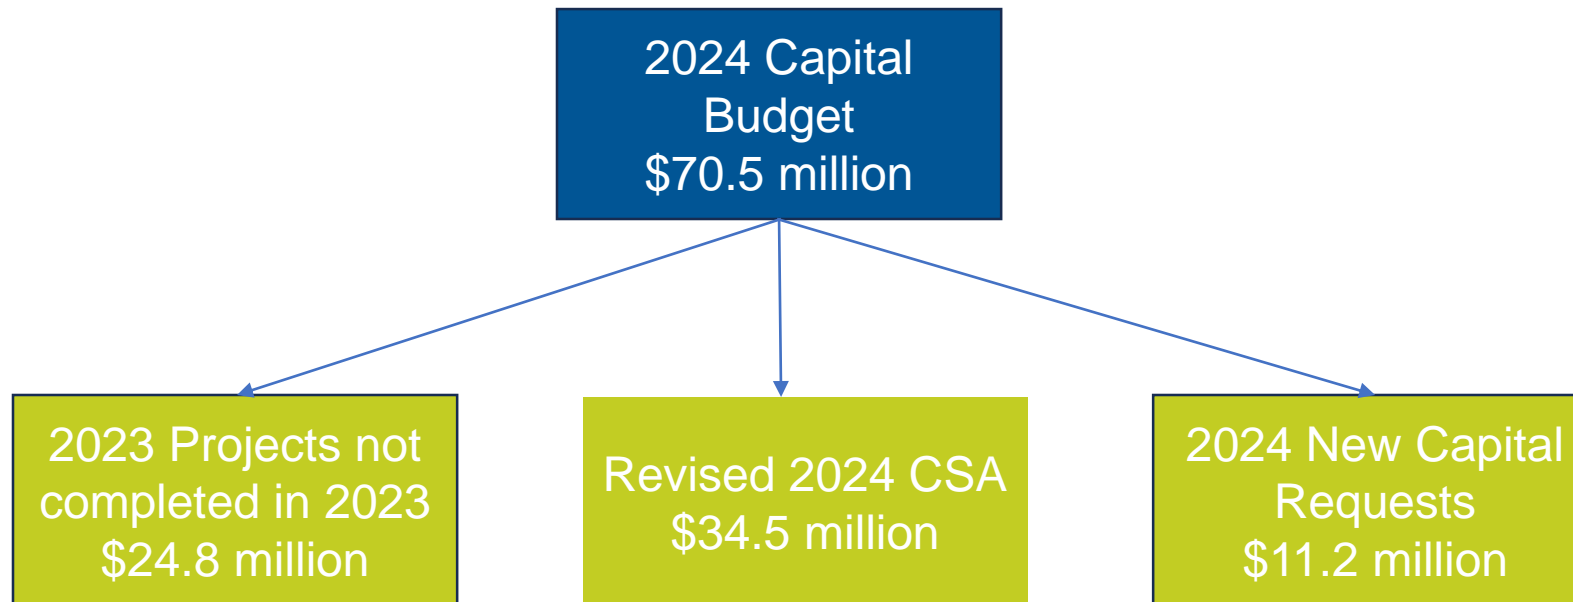 2024 Capital
Budget
$70.5 million
2023 Projects not
completed in 2023
$24.8 million
Revised 2024 CSA
$34.5 million
2024 New Capital
Requests
$11.2 million